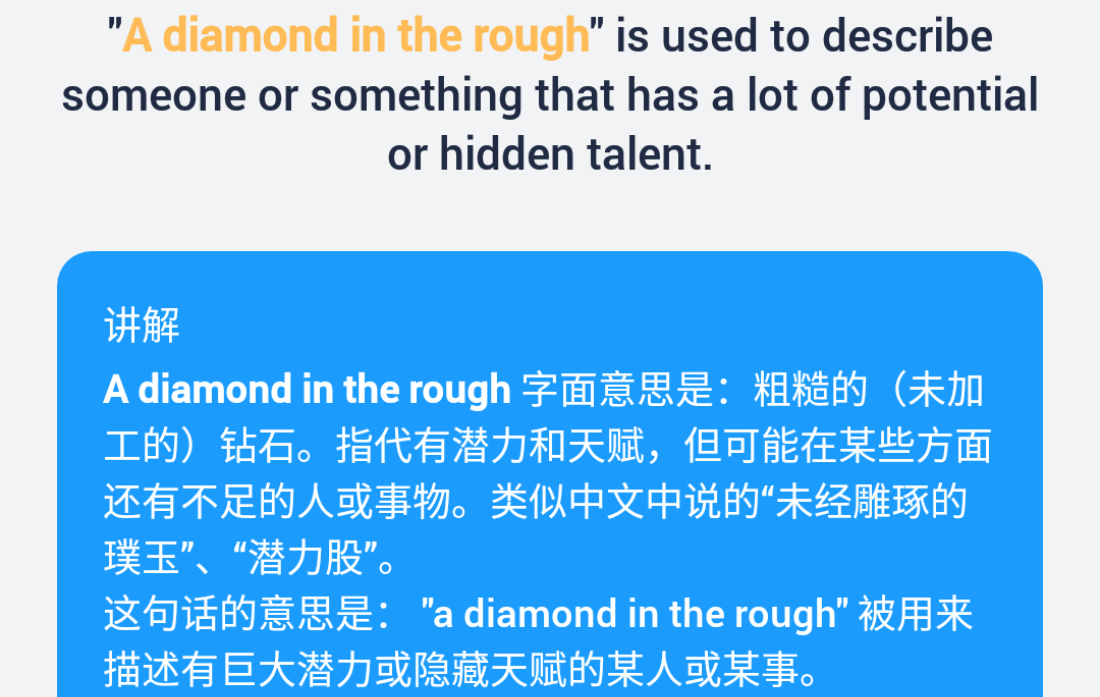 "A diamond in the rough" is used to describe
someone or something that has a lot of potential
or hidden talent.
讲解
A diamond in the rough 字面意思是：粗糙的（未加
工的）钻石。指代有潜力和天赋，但可能在某些方面
还有不足的人或事物。类似中文中说的“未经雕琢的
璞玉”、“潜力股”。
这句话的意思是： "a diamond in the rough" 被用来
描述有巨大潜力或隐藏天赋的某人或某事。